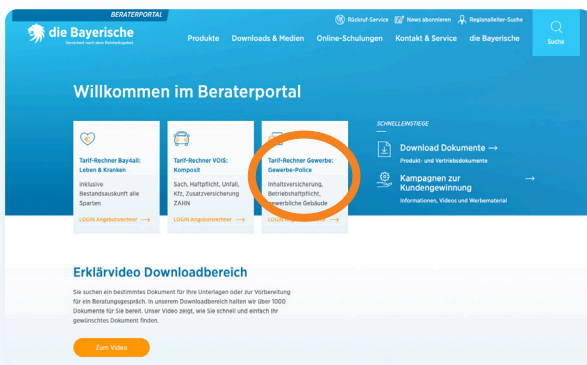 BERATERPORTAL
die Bayerische
Versichert nach dem Reinheitsgebot
Rückruf-Service
News abonnieren
Regionalleiter-Suche
Suche
Produkte
Downloads & Medien
Online-Schulungen
Kontakt & Service
die Bayerische
Willkommen im Beraterportal
Tarif-Rechner Bay4all:
Leben & Kranken
inklusive
Bestandsauskunft alle
Sparten
LOGIN Angebotsrechner →
Tarif-Rechner VOIS:
Komposit
Sach, Haftpflicht, Unfall,
Kfz, Zusatzversicherung
ZAHN
LOGIN Angebotsrechner →
Tarif-Rechner Gewerbe:
Gewerbe-Police
Inhaltsversicherung,
Betriebshaftpflicht,
gewerbliche Gebäude
LOGIN Angebotsrechner →
SCHNELLEINSTIEGE
Download Dokumente →
Produkt- und Vertriebsdokumente
Kampagnen zur
Kundengewinnung →
Informationen, Videos und Werbematerial
Erklärvideo Downloadbereich
Sie suchen ein bestimmtes Dokument für Ihre Unterlagen oder zur Vorbereitung
für ein Beratungsgespräch. In unserem Downloadbereich halten wir über 1000
Dokumente für Sie bereit. Unser Video zeigt, wie Sie schnell und einfach Ihr
gewünschtes Dokument finden.
Zum Video